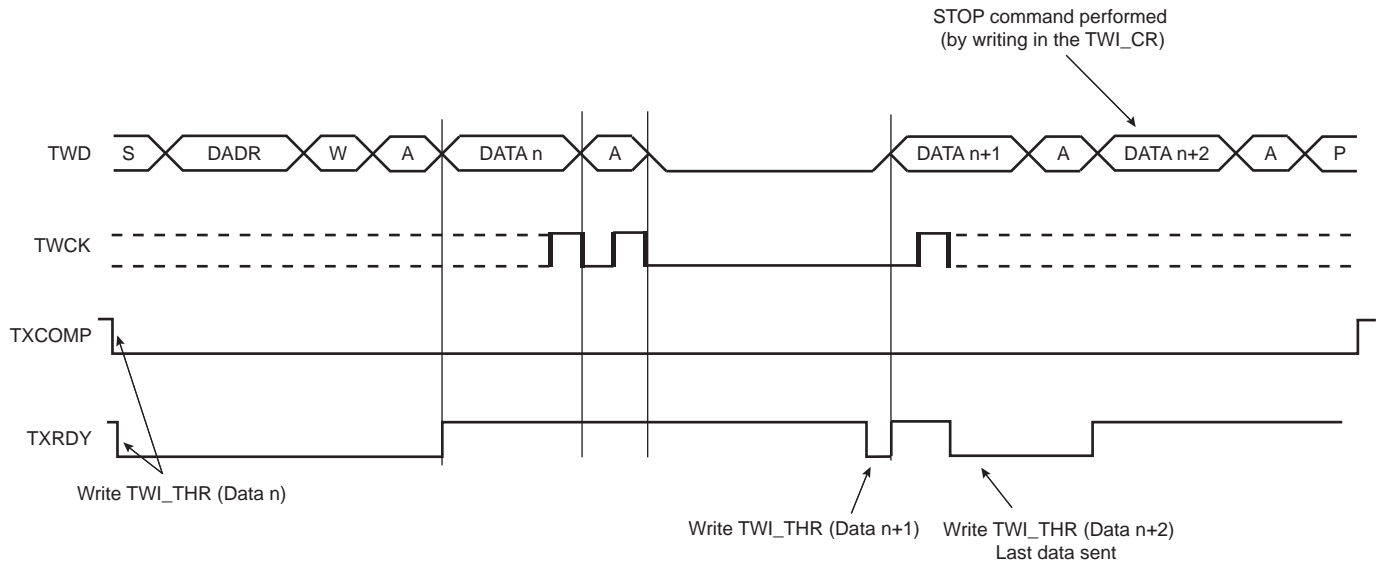 STOP command performed
(by writing in the TWI_CR)
TWD S DADR W A DATA n A DATA n+1 A DATA n+2 A P
TWCK
TXCOMP
TXRDY
Write TWI_THR (Data n)
Write TWI_THR (Data n+1)
Write TWI_THR (Data n+2)
Last data sent